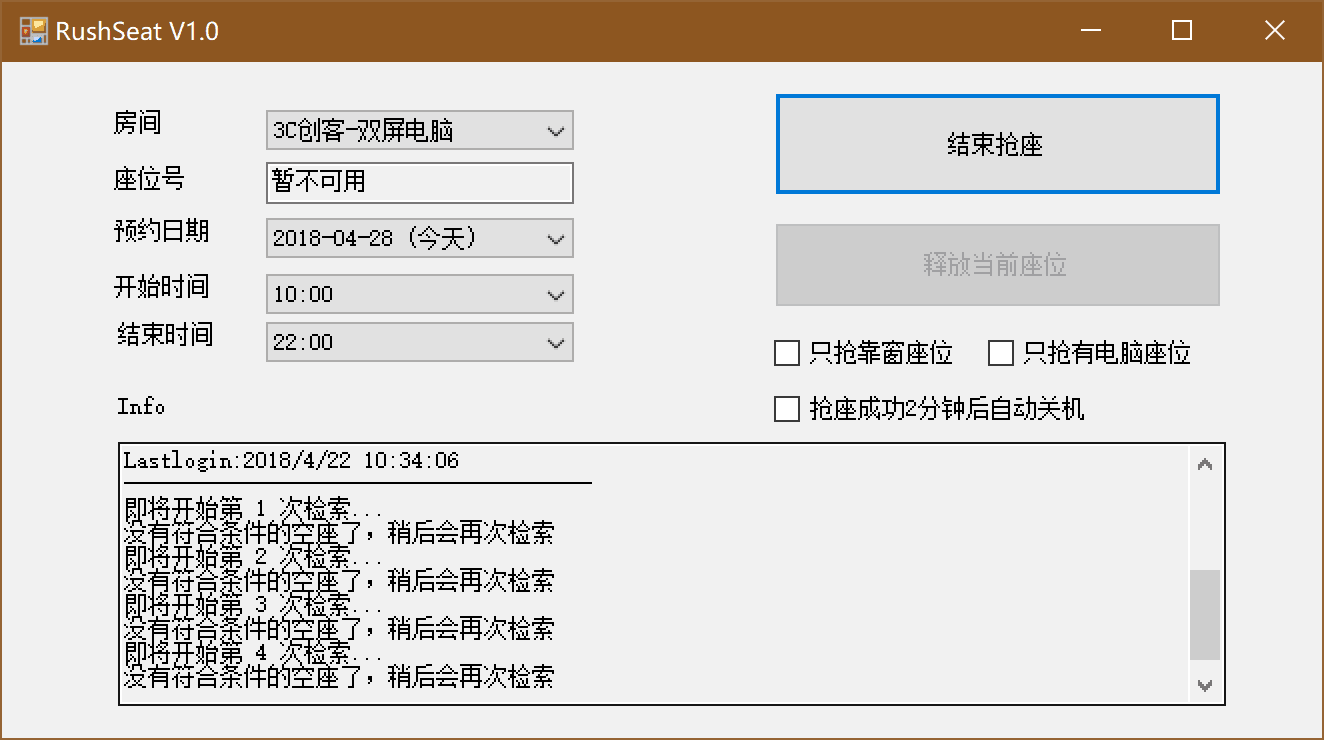 RushSeat V1.0
房间
3C创客-双屏电脑
结束抢座
座位号
暂不可用
预约日期
2018-04-28（今天）
释放当前座位
开始时间
10:00
结束时间
22:00
只抢靠窗座位
只抢有电脑座位
抢座成功2分钟后自动关机
Info
Lastlogin:2018/4/22 10:34:06
即将开始第 1 次检索...
没有符合条件的空座了，稍后会再次检索
即将开始第 2 次检索...
没有符合条件的空座了，稍后会再次检索
即将开始第 3 次检索...
没有符合条件的空座了，稍后会再次检索
即将开始第 4 次检索...
没有符合条件的空座了，稍后会再次检索